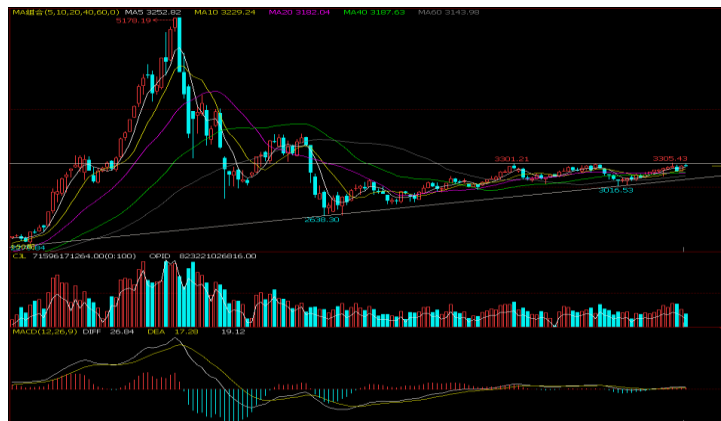 MA组合(5,10,20,40,60,0) MA5 3252.82 MA10 3229.24 MA20 3182.04 MA40 3187.63 MA60 3143.98
5178.19
3301.21
3305.43
3016.53
2638.30
CJL 71596171264.00(0:100) OPID 823221026816.00
MACD(12,26,9) DIFF 26.84 DEA 17.28 19.12